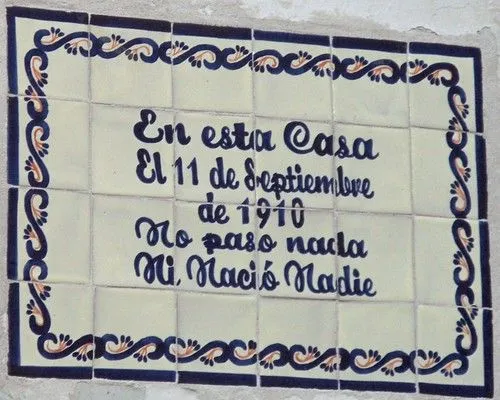 En esta Casa
El 11 de Septiembre
de 1910
No paso nada
Ni Nació Nadie